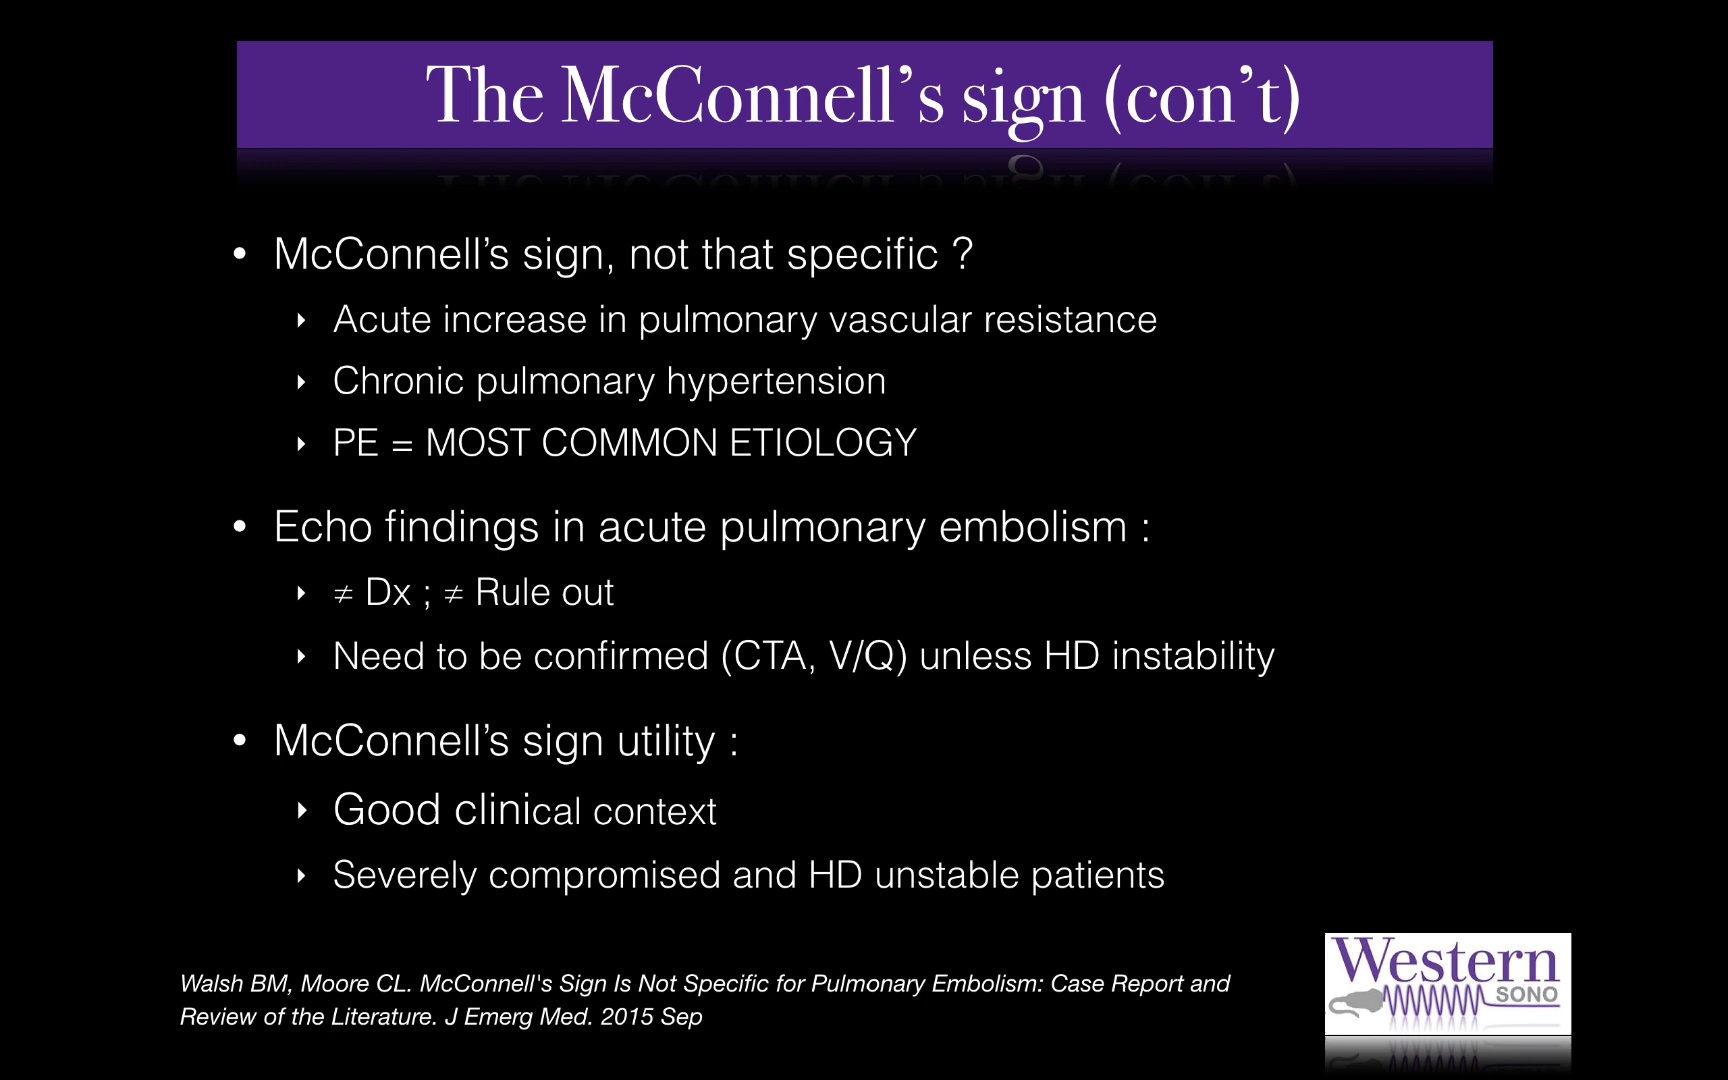 The McConnell’s sign (con’t)
• McConnell’s sign, not that specific ?
‣ Acute increase in pulmonary vascular resistance
‣ Chronic pulmonary hypertension
‣ PE = MOST COMMON ETIOLOGY
• Echo findings in acute pulmonary embolism :
‣ ≠ Dx ; ≠ Rule out
‣ Need to be confirmed (CTA, V/Q) unless HD instability
• McConnell’s sign utility :
‣ Good clinical context
‣ Severely compromised and HD unstable patients
Walsh BM, Moore CL. McConnell's Sign Is Not Specific for Pulmonary Embolism: Case Report and
Review of the Literature. J Emerg Med. 2015 Sep
Western
SONO